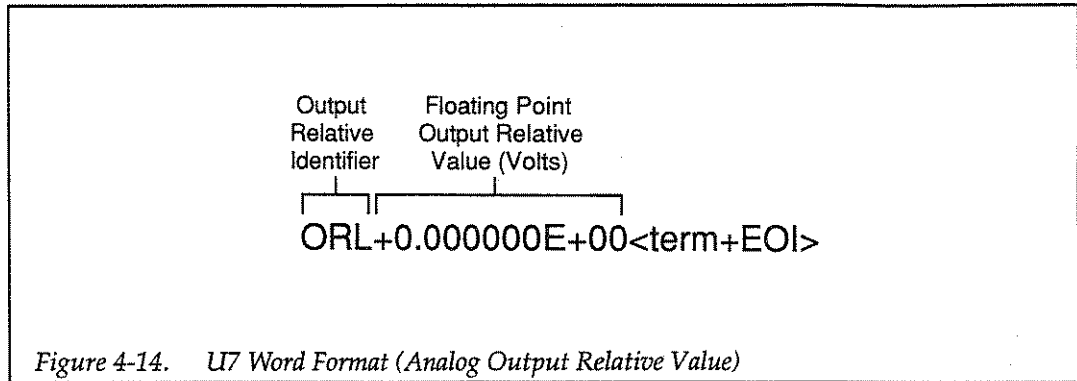 Output Floating Point
Relative Output Relative
Identifier Value (Volts)
ORL+0.000000E+00<term+EOI>
Figure 4-14. U7 Word Format (Analog Output Relative Value)